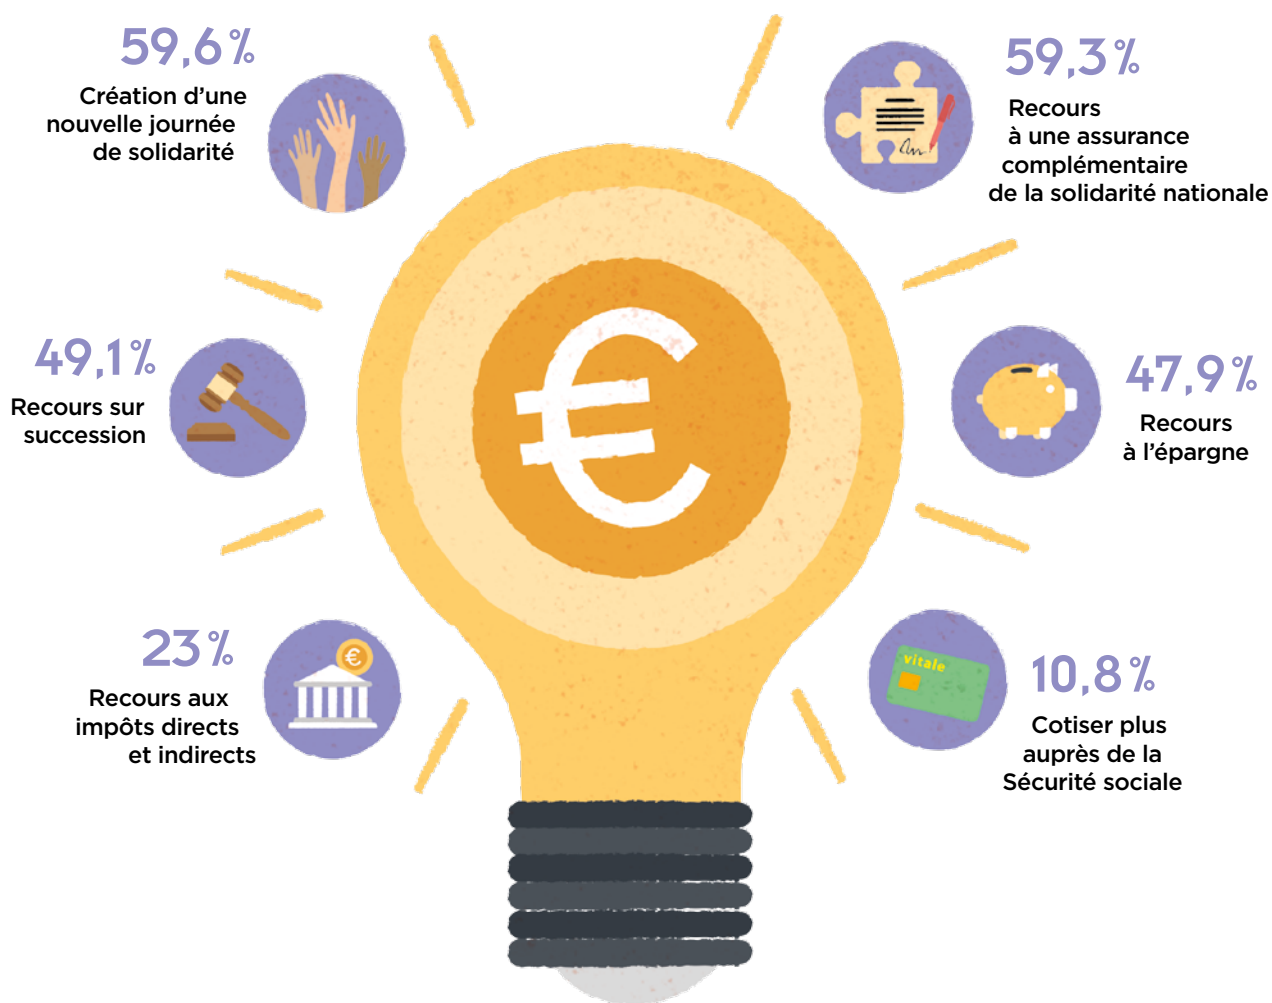 59,6 %
Création d'une
nouvelle journée
de solidarité
59,3 %
Recours
à une assurance
complémentaire
de la solidarité nationale
49,1 %
Recours sur
succession
€
47,9 %
Recours
à l'épargne
23 %
Recours aux
impôts directs
et indirects
€
vitale
10,8 %
Cotiser plus
auprès de la
Sécurité sociale